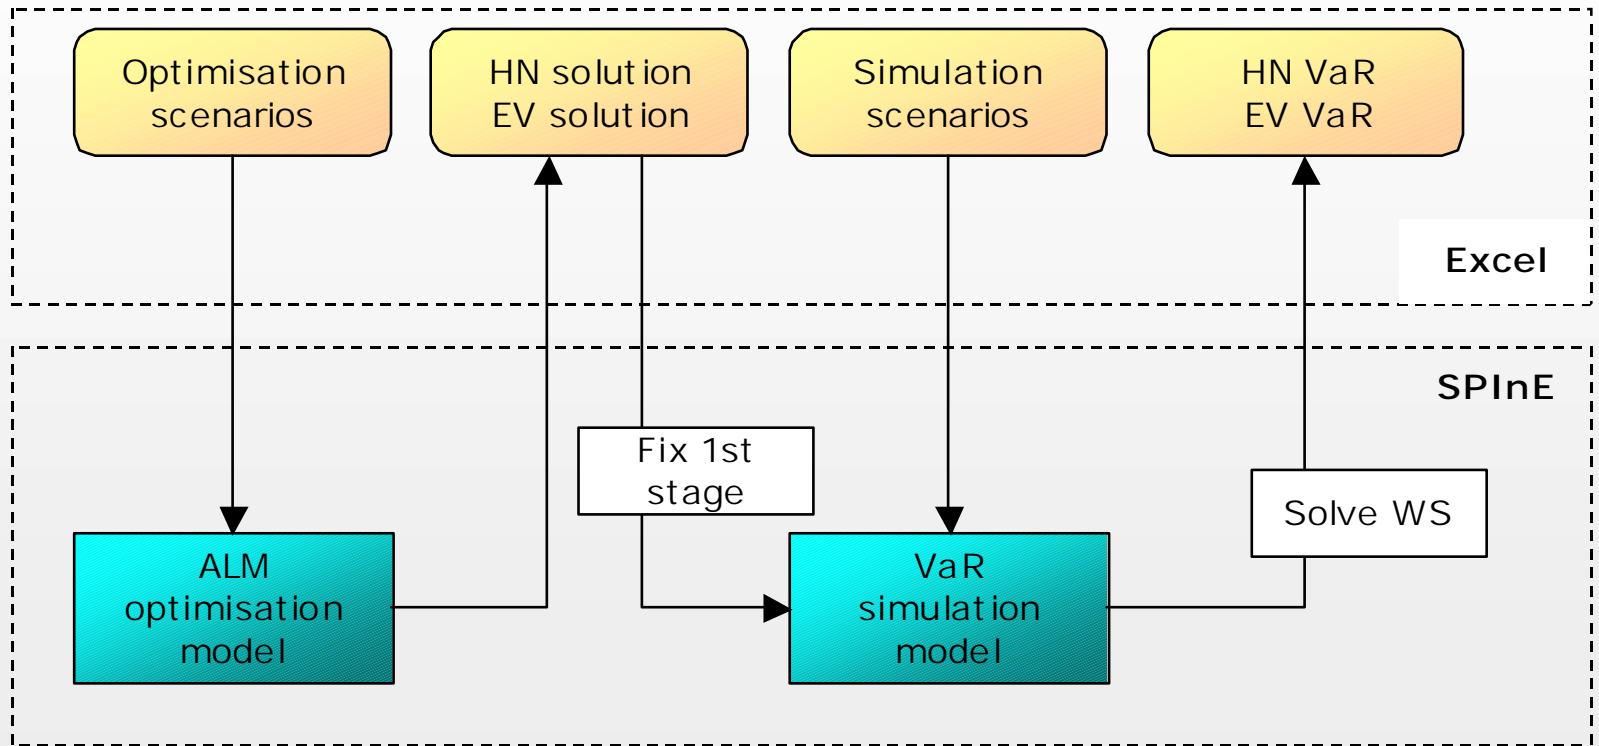 Optimisation
scenarios
HN solution
EV solution
Simulation
scenarios
HN VaR
EV VaR
Excel
SPInE
Fix 1st
stage
Solve WS
ALM
optimisation
model
VaR
simulation
model